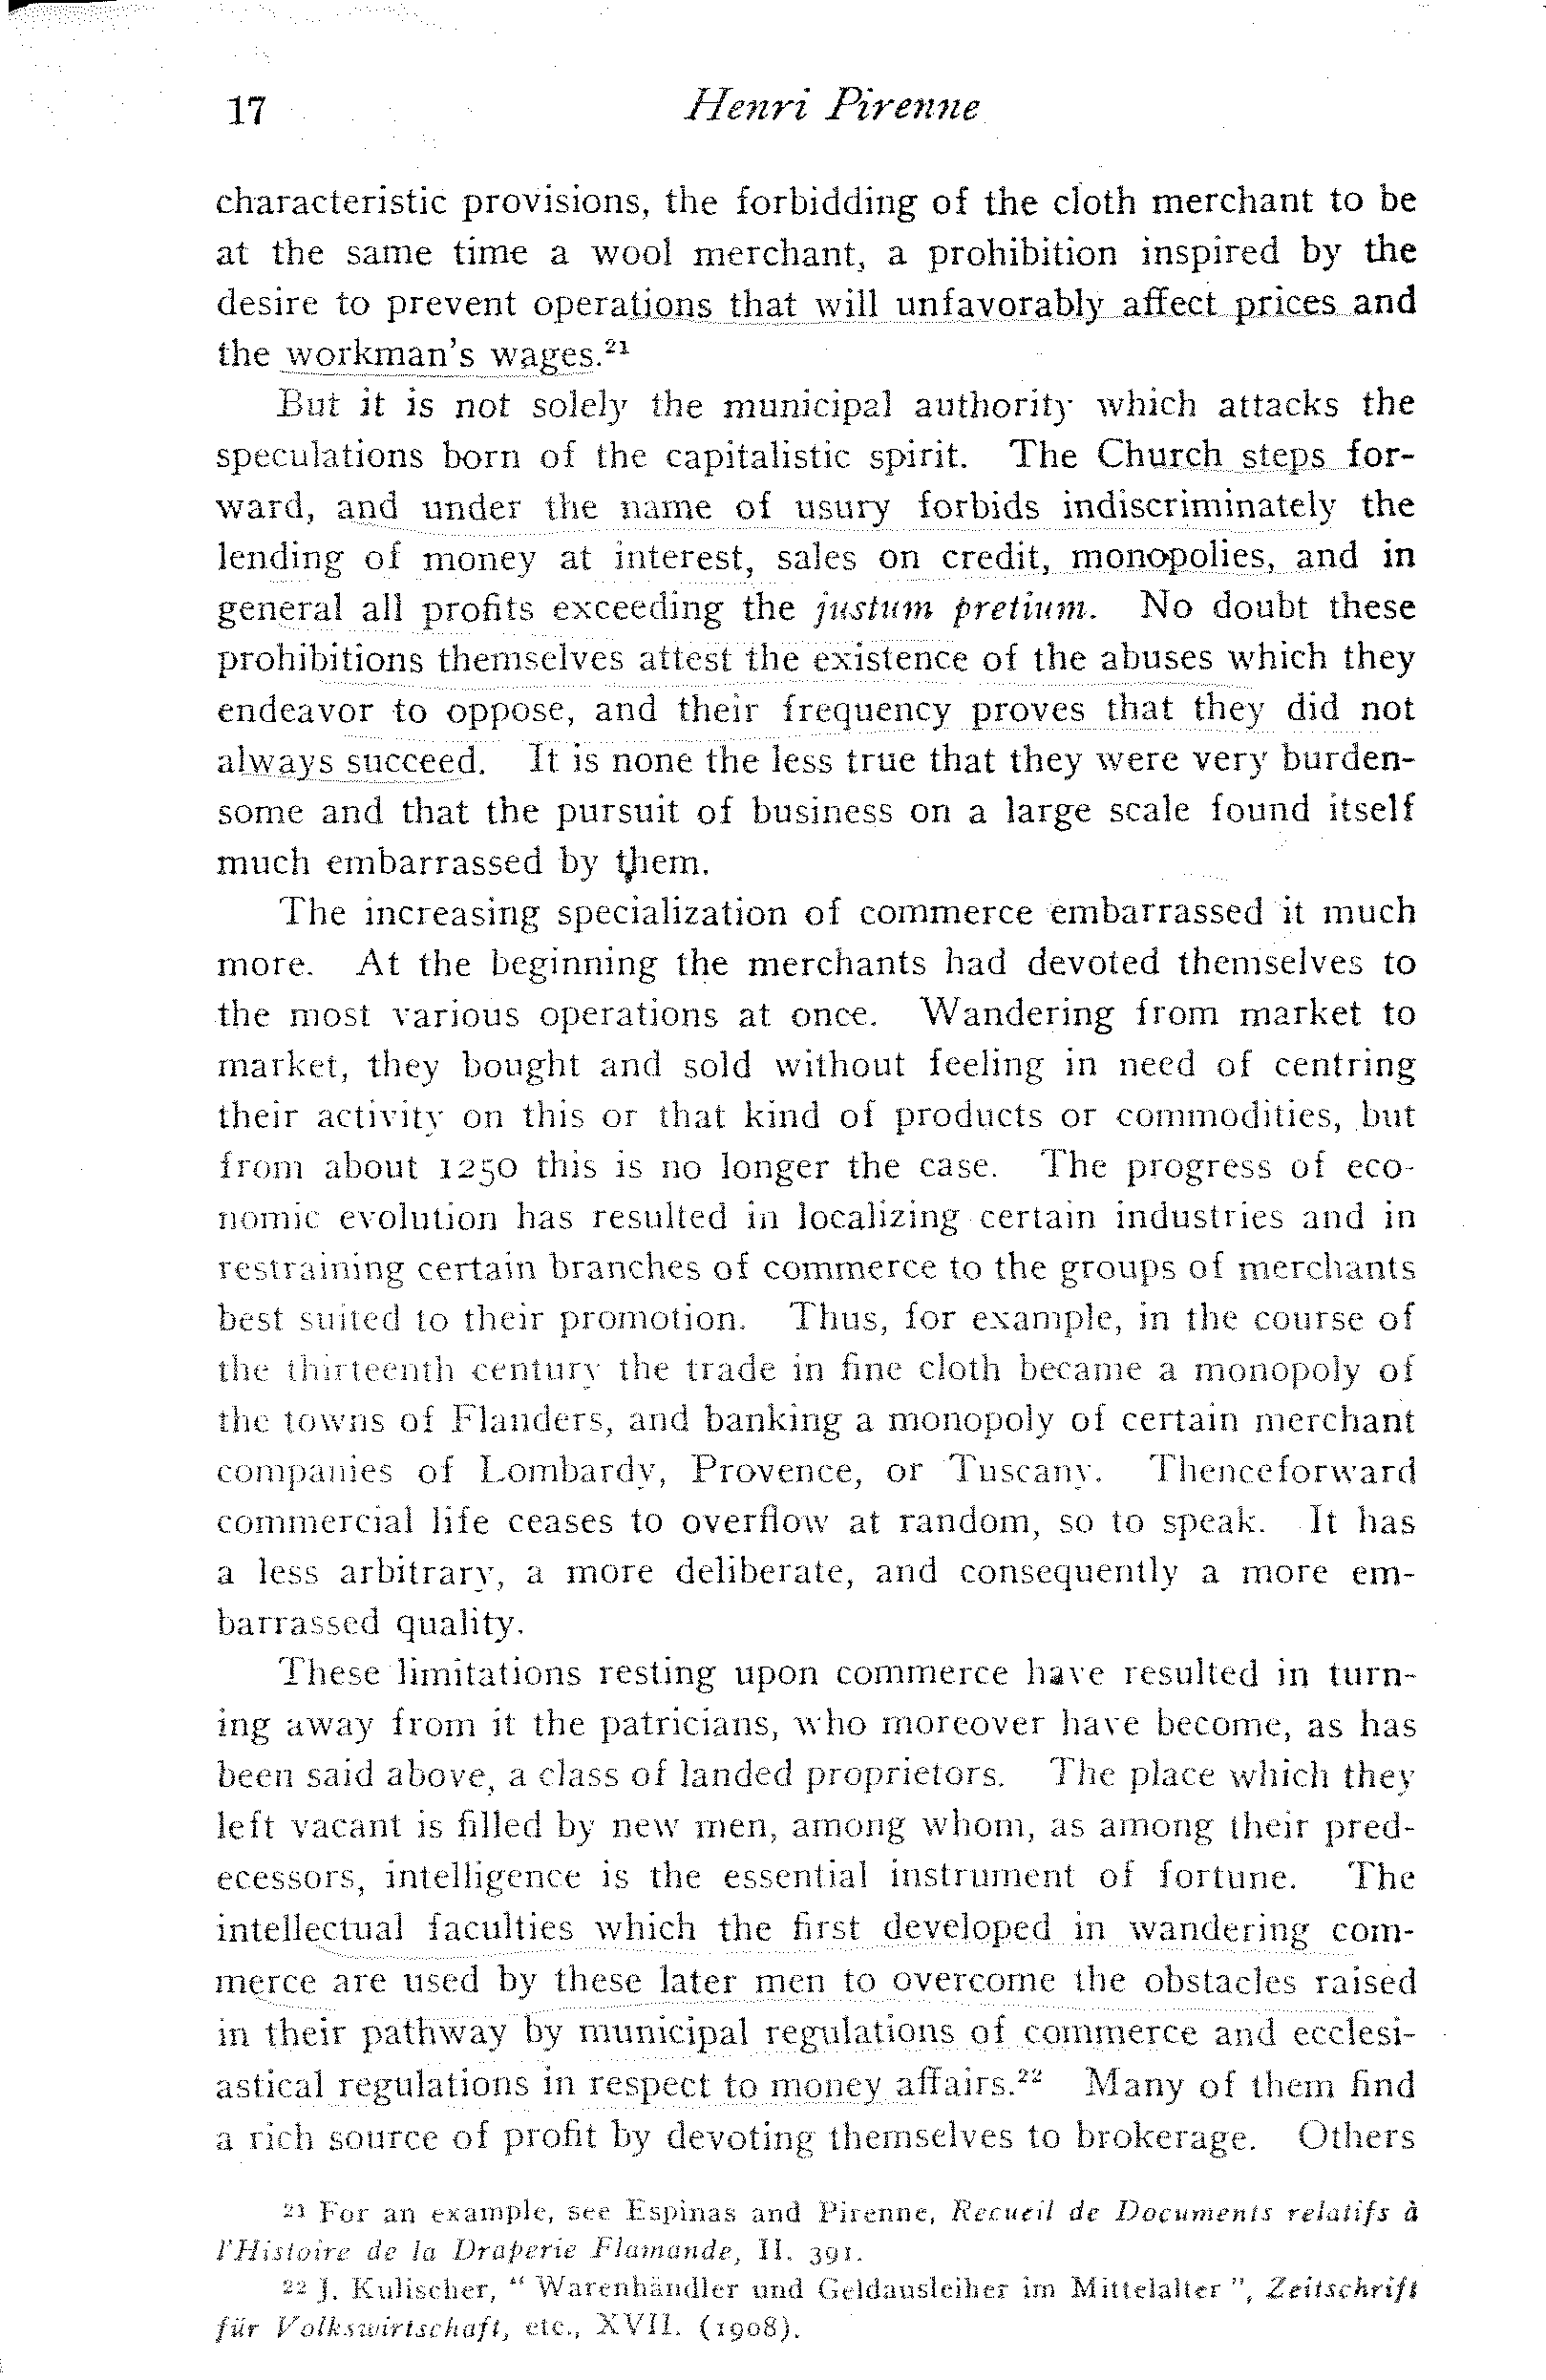 17 Henri Pirenne
characteristic provisions, the forbidding of the cloth merchant to be
at the same time a wool merchant, a prohibition inspired by the
desire to prevent operations that will unfavorably affect prices and
the workman's wages.21
But it is not solely the municipal authority which attacks the
speculations born of the capitalistic spirit. The Church steps for-
ward, and under the name of usury forbids indiscriminately the
lending of money at interest, sales on credit, monopolies, and in
general all profits exceeding the justum pretium. No doubt these
prohibitions themselves attest the existence of the abuses which they
endeavor to oppose, and their frequency proves that they did not
always succeed. It is none the less true that they were very burden-
some and that the pursuit of business on a large scale found itself
much embarrassed by them.
The increasing specialization of commerce embarrassed it much
more. At the beginning the merchants had devoted themselves to
the most various operations at once. Wandering from market to
market, they bought and sold without feeling in need of centring
their activity on this or that kind of products or commodities, but
from about 1250 this is no longer the case. The progress of eco-
nomic evolution has resulted in localizing certain industries and in
restraining certain branches of commerce to the groups of merchants
best suited to their promotion. Thus, for example, in the course of
the thirteenth century the trade in fine cloth became a monopoly of
the towns of Flanders, and banking a monopoly of certain merchant
companies of Lombardy, Provence, or Tuscany. Thenceforward
commercial life ceases to overflow at random, so to speak. It has
a less arbitrary, a more deliberate, and consequently a more em-
barrassed quality.
These limitations resting upon commerce have resulted in turn-
ing away from it the patricians, who moreover have become, as has
been said above, a class of landed proprietors. The place which they
left vacant is filled by new men, among whom, as among their pred-
ecessors, intelligence is the essential instrument of fortune. The
intellectual faculties which the first developed in wandering com-
merce are used by these later men to overcome the obstacles raised
in their pathway by municipal regulations of commerce and ecclesi-
astical regulations in respect to money affairs.22 Many of them find
a rich source of profit by devoting themselves to brokerage. Others
21 For an example, see Espinas and Pirenne, Recueil de Documents relatifs à
l'Histoire de la Draperie Flamande, II. 391.
22 J. Kulischer, " Warenhändler und Geldausleiher im Mittelalter ", Zeitschrift
für Volkswirtschaft, etc., XVII. (1908).